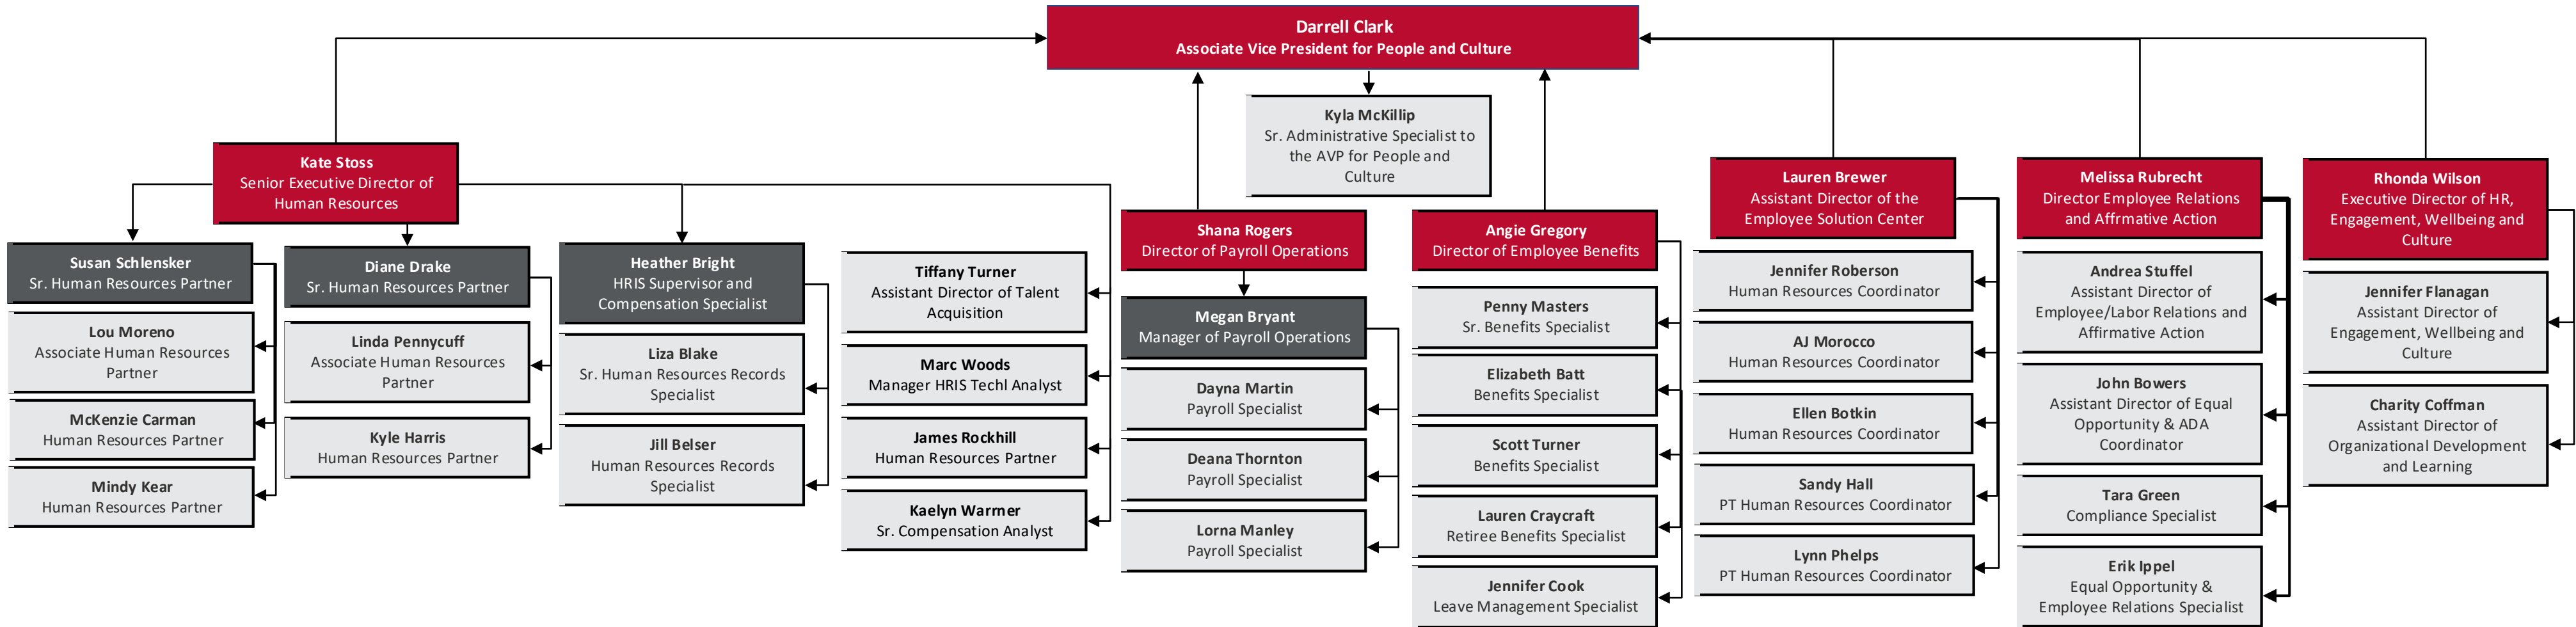 Darrell Clark
Associate Vice President for People and Culture
Kyla McKillip
Sr. Administrative Specialist to
the AVP for People and
Culture
Kate Stoss
Senior Executive Director of
Human Resources
Susan Schlensker
Sr. Human Resources Partner
Lou Moreno
Associate Human Resources
Partner
McKenzie Carman
Human Resources Partner
Mindy Kear
Human Resources Partner
Diane Drake
Sr. Human Resources Partner
Linda Pennycuff
Associate Human Resources
Partner
Kyle Harris
Human Resources Partner
Heather Bright
HRIS Supervisor and
Compensation Specialist
Liza Blake
Sr. Human Resources Records
Specialist
Jill Belser
Human Resources Records
Specialist
Tiffany Turner
Assistant Director of Talent
Acquisition
Marc Woods
Manager HRIS Techl Analyst
James Rockhill
Human Resources Partner
Kaelyn Warrner
Sr. Compensation Analyst
Shana Rogers
Director of Payroll Operations
Megan Bryant
Manager of Payroll Operations
Dayna Martin
Payroll Specialist
Deana Thornton
Payroll Specialist
Lorna Manley
Payroll Specialist
Angie Gregory
Director of Employee Benefits
Penny Masters
Sr. Benefits Specialist
Elizabeth Batt
Benefits Specialist
Scott Turner
Benefits Specialist
Lauren Craycraft
Retiree Benefits Specialist
Jennifer Cook
Leave Management Specialist
Lauren Brewer
Assistant Director of the
Employee Solution Center
Jennifer Roberson
Human Resources Coordinator
AJ Morocco
Human Resources Coordinator
Ellen Botkin
Human Resources Coordinator
Sandy Hall
PT Human Resources Coordinator
Lynn Phelps
PT Human Resources Coordinator
Melissa Rubrecht
Director Employee Relations
and Affrmative Action
Andrea Stuffel
Assistant Director of
Employee/Labor Relations and
Affirmative Action
John Bowers
Assistant Director of Equal
Opportunity & ADA
Coordinator
Tara Green
Compliance Specialist
Erik Ippel
Equal Opportunity &
Employee Relations Specialist
Rhonda Wilson
Executive Director of HR,
Engagement, Wellbeing and
Culture
Jennifer Flanagan
Assistant Director of
Engagement, Wellbeing and
Culture
Charity Coffman
Assistant Director of
Organizational Development
and Learning